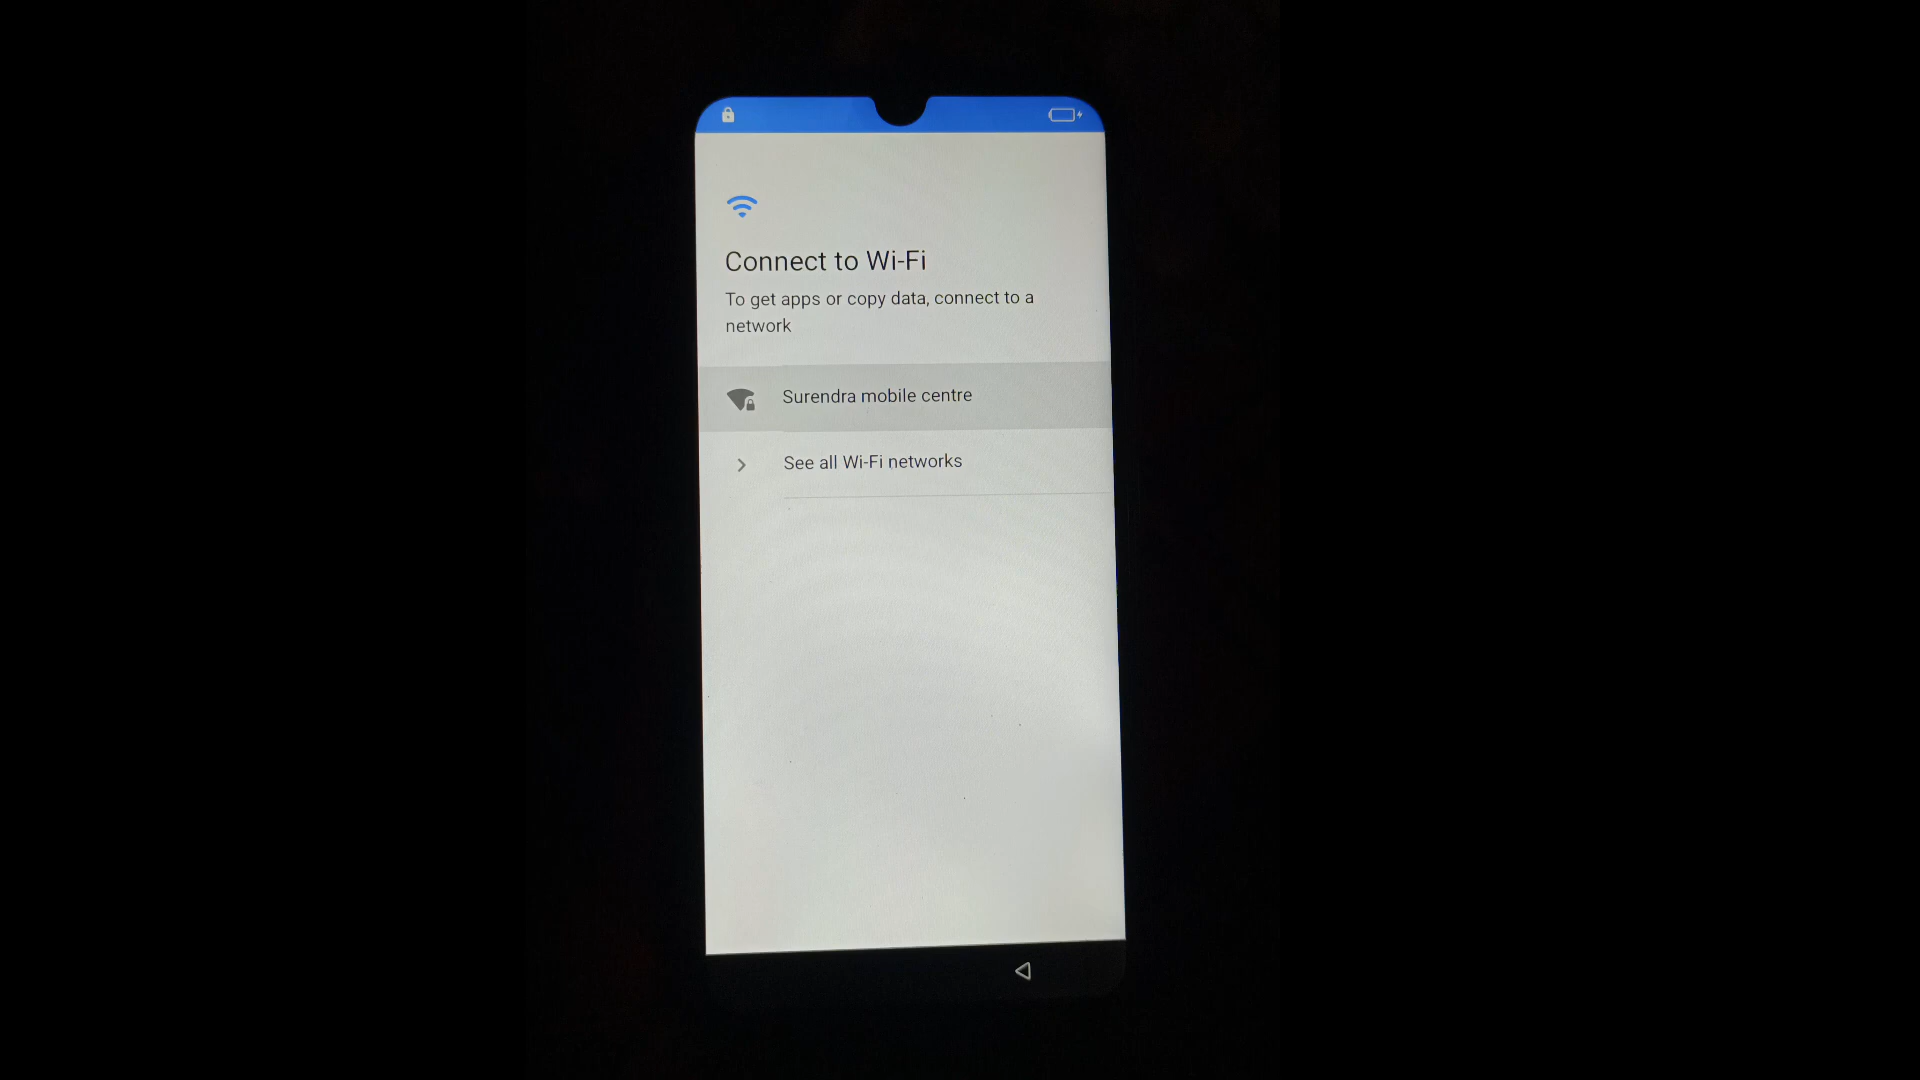 Connect to Wi-Fi
To get apps or copy data, connect to a
network
Surendra mobile centre
See all Wi-Fi networks